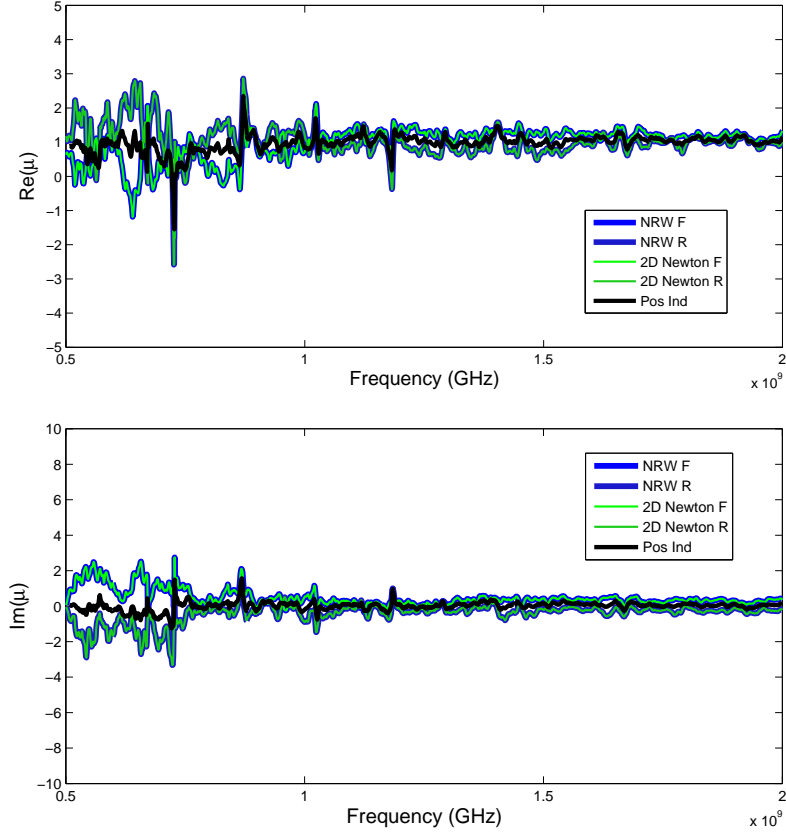 5
4
3
2
1
0
−1
−2
−3
−4
−5
Re(μ)
NRW F
NRW R
2D Newton F
2D Newton R
Pos Ind
0.5 1 1.5 2
Frequency (GHz)
x 10^9
10
8
6
4
2
0
−2
−4
−6
−8
−10
Im(μ)
NRW F
NRW R
2D Newton F
2D Newton R
Pos Ind
0.5 1 1.5 2
Frequency (GHz)
x 10^9